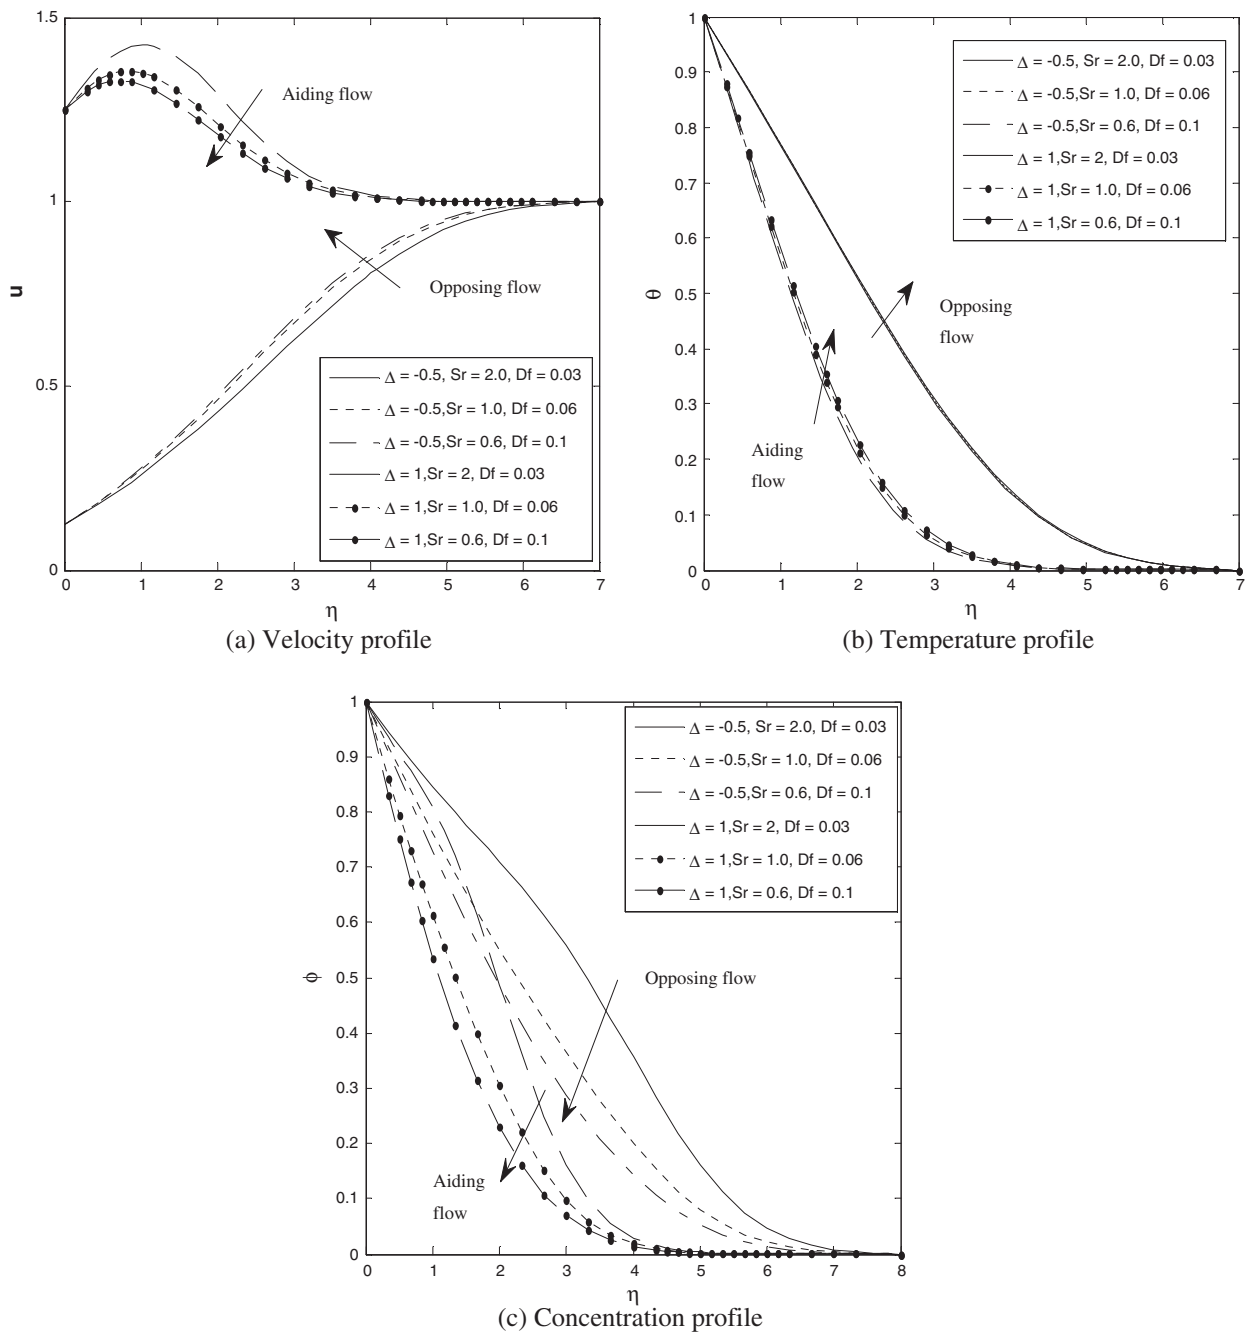 1.5
1
0.5
0
u
Aiding flow
Opposing flow
Δ = -0.5, Sr = 2.0, Df = 0.03
Δ = -0.5,Sr = 1.0, Df = 0.06
Δ = -0.5,Sr = 0.6, Df = 0.1
Δ = 1,Sr = 2, Df = 0.03
Δ = 1,Sr = 1.0, Df = 0.06
Δ = 1,Sr = 0.6, Df = 0.1
0 1 2 3 4 5 6 7
η
(a) Velocity profile
1
0.9
0.8
0.7
0.6
0.5
0.4
0.3
0.2
0.1
0
θ
Δ = -0.5, Sr = 2.0, Df = 0.03
Δ = -0.5,Sr = 1.0, Df = 0.06
Δ = -0.5,Sr = 0.6, Df = 0.1
Δ = 1,Sr = 2, Df = 0.03
Δ = 1,Sr = 1.0, Df = 0.06
Δ = 1,Sr = 0.6, Df = 0.1
Opposing
flow
Aiding
flow
0 1 2 3 4 5 6 7
η
(b) Temperature profile
1
0.9
0.8
0.7
0.6
0.5
0.4
0.3
0.2
0.1
0
ϕ
Δ = -0.5, Sr = 2.0, Df = 0.03
Δ = -0.5,Sr = 1.0, Df = 0.06
Δ = -0.5,Sr = 0.6, Df = 0.1
Δ = 1,Sr = 2, Df = 0.03
Δ = 1,Sr = 1.0, Df = 0.06
Δ = 1,Sr = 0.6, Df = 0.1
Opposing flow
Aiding
flow
0 1 2 3 4 5 6 7 8
η
(c) Concentration profile